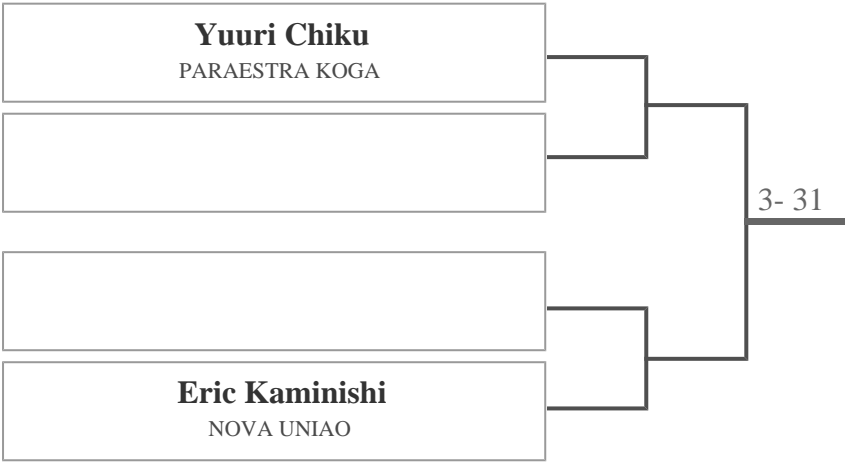 Yuuri Chiku
PARAESTRA KOGA
3- 31
Eric Kaminishi
NOVA UNIAO